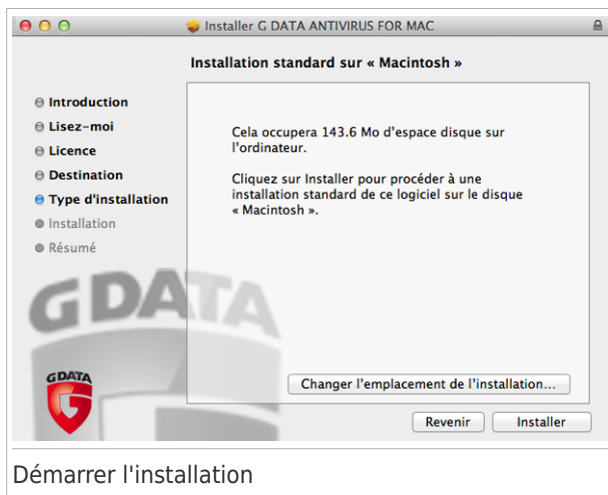 Installer G DATA ANTIVIRUS FOR MAC
Installation standard sur « Macintosh »
Introduction
Lisez-moi
Licence
Destination
Type d'installation
Installation
Résumé
Cela occupera 143.6 Mo d'espace disque sur
l'ordinateur.
Cliquez sur Installer pour procéder à une
installation standard de ce logiciel sur le disque
« Macintosh ».
GDATA
GDATA
Changer l'emplacement de l'installation...
Revenir
Installer
Démarrer l'installation